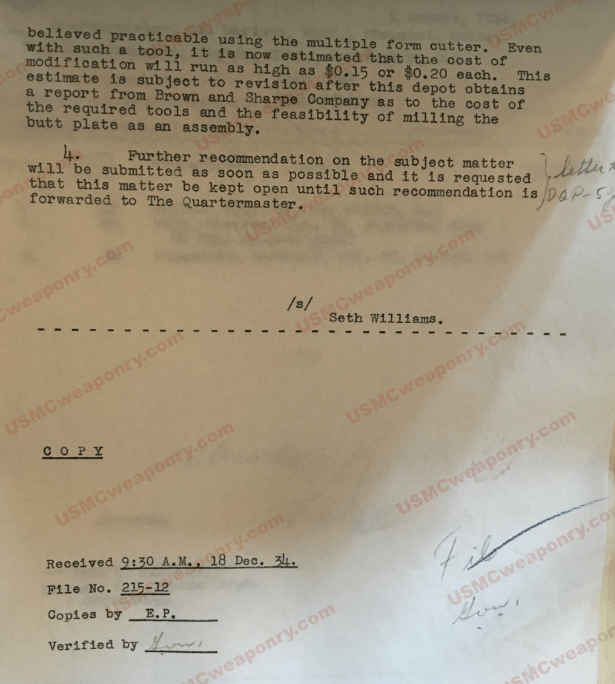 believed practicable using the multiple form cutter. Even
with such a tool, it is now estimated that the cost of
modification will run as high as $0.15 or $0.20 each. This
estimate is subject to revision after this depot obtains
a report from Brown and Sharpe Company as to the cost of
the required tools and the feasibility of milling the
butt plate as an assembly.
4. Further recommendation on the subject matter
will be submitted as soon as possible and it is requested
that this matter be kept open until such recommendation is
forwarded to The Quartermaster.
letter
DQP-5
/s/
Seth Williams.
C O P Y
Received 9:30 A.M., 18 Dec. 34.
File No. 215-12
Copies by E.P.
Verified by
File
USMCweaponry.com